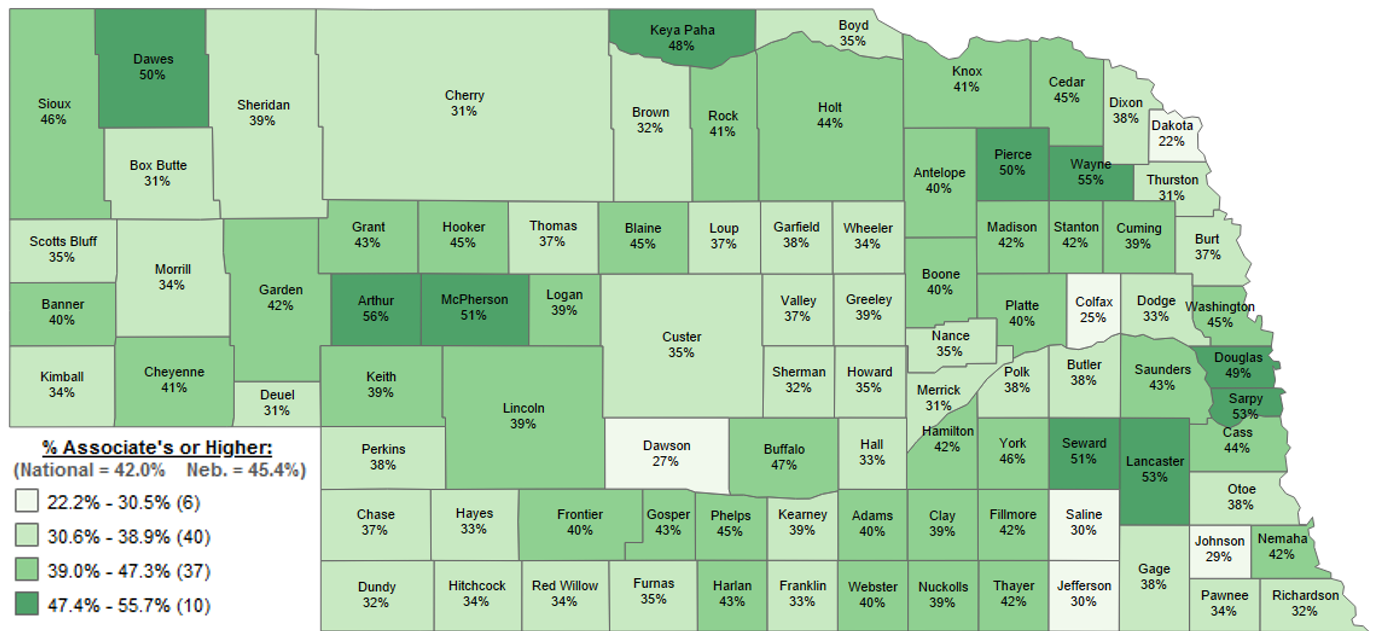 Boyd
35%
Keya Paha
48%
Dawes
50%
Knox
41%
Cedar
45%
Sioux
46%
Sheridan
39%
Cherry
31%
Brown
32%
Rock
41%
Holt
44%
Dixon
38%
Dakota
22%
Box Butte
31%
Pierce
50%
Wayne
55%
Antelope
40%
Thurston
31%
Grant
43%
Hooker
45%
Thomas
37%
Blaine
45%
Loup
37%
Garfield
38%
Wheeler
34%
Madison
42%
Stanton
42%
Cuming
39%
Burt
37%
Scotts Bluff
35%
Morrill
34%
Garden
42%
Boone
40%
Banner
40%
Arthur
56%
McPherson
51%
Logan
39%
Custer
35%
Valley
37%
Greeley
39%
Platte
40%
Colfax
25%
Dodge
33%
Washington
45%
Nance
35%
Kimball
34%
Cheyenne
41%
Deuel
31%
Keith
39%
Lincoln
39%
Sherman
32%
Howard
35%
Merrick
31%
Polk
38%
Butler
38%
Saunders
43%
Douglas
49%
Sarpy
53%
Cass
44%
Perkins
38%
Dawson
27%
Buffalo
47%
Hall
33%
Hamilton
42%
York
46%
Seward
51%
Lancaster
53%
Otoe
38%
Chase
37%
Hayes
33%
Frontier
40%
Gosper
43%
Phelps
45%
Kearney
39%
Adams
40%
Clay
39%
Fillmore
42%
Saline
30%
Johnson
29%
Nemaha
42%
Gage
38%
Dundy
32%
Hitchcock
34%
Red Willow
34%
Furnas
35%
Harlan
43%
Franklin
33%
Webster
40%
Nuckolls
39%
Thayer
42%
Jefferson
30%
Pawnee
34%
Richardson
32%
% Associate's or Higher:
(National = 42.0% Neb. = 45.4%)
22.2% - 30.5% (6)
30.6% - 38.9% (40)
39.0% - 47.3% (37)
47.4% - 55.7% (10)